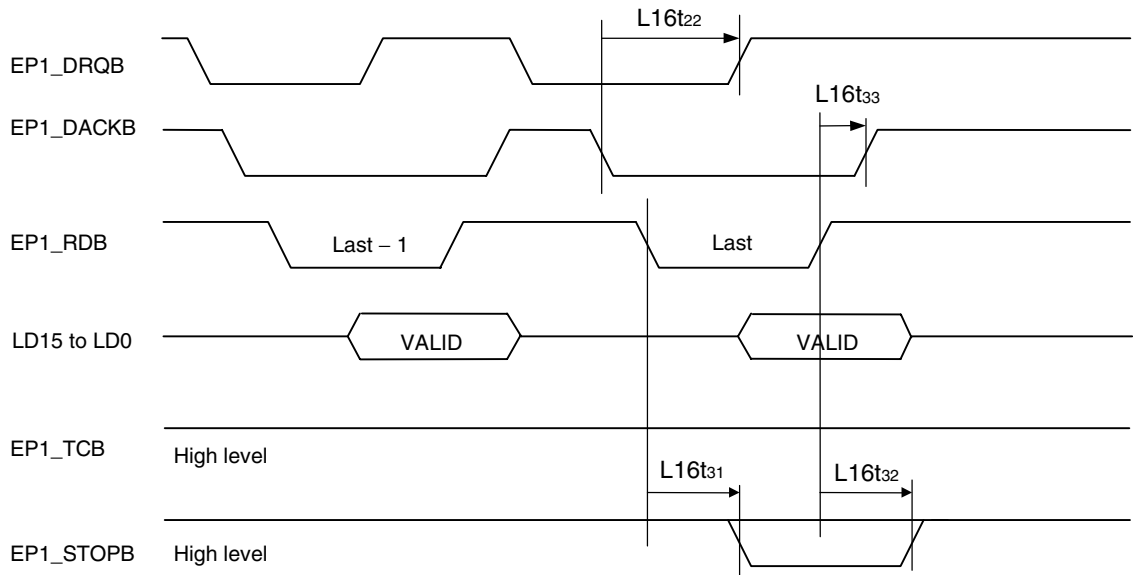 L16t22
EP1_DRQB
L16t33
EP1_DACKB
EP1_RDB
Last – 1
Last
LD15 to LD0
VALID
VALID
EP1_TCB
High level
L16t31
L16t32
EP1_STOPB
High level